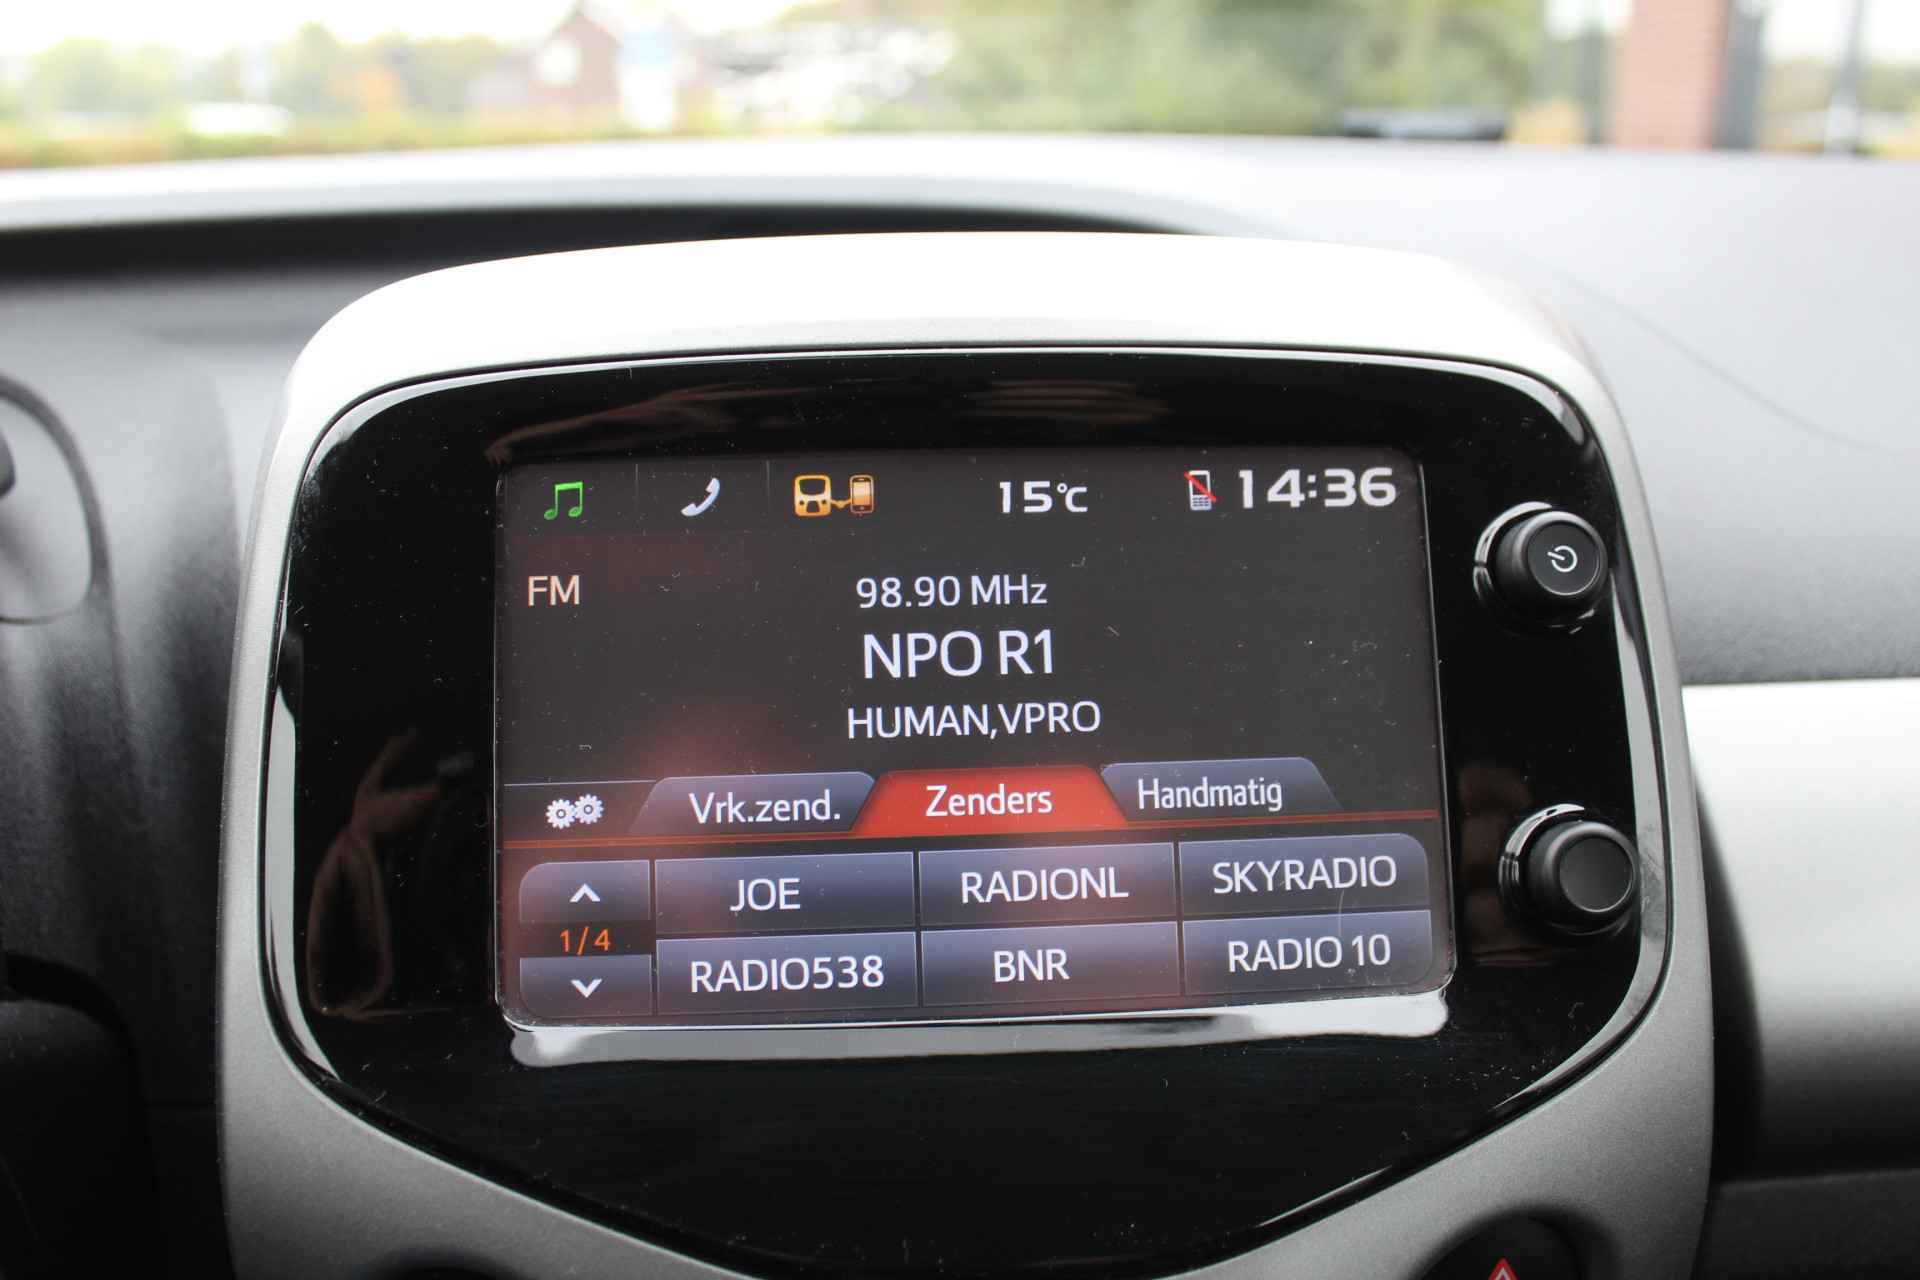 15°C 14:36
FM 98.90 MHz
NPO R1
HUMAN,VPRO
Vrk.zend. Zenders Handmatig
JOE RADIONL SKYRADIO
1/4
RADIO538 BNR RADIO 10